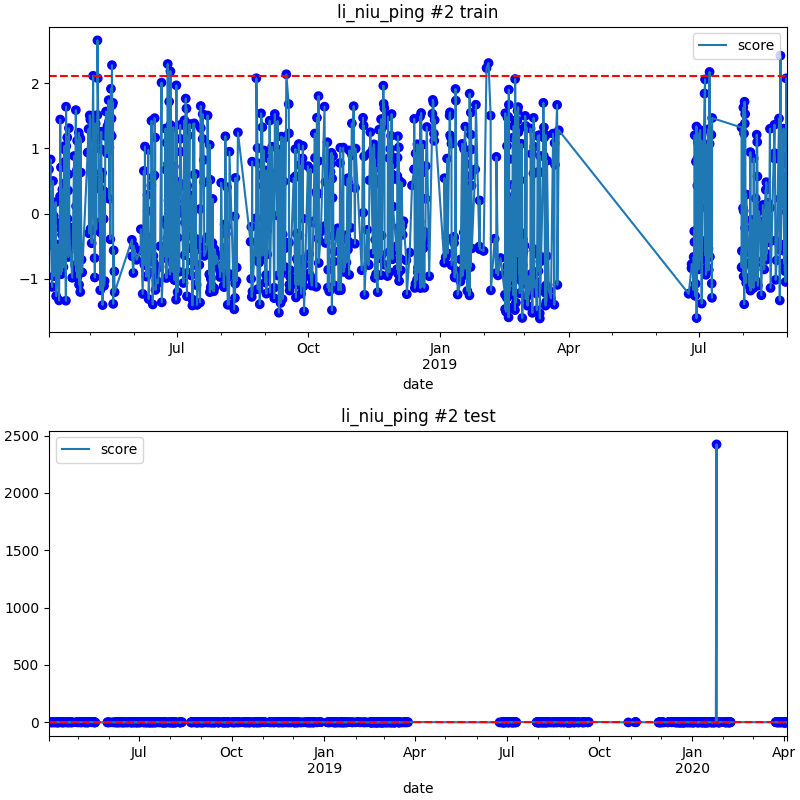 li_niu_ping #2 train
score
2
1
0
−1
Jul
Oct
Jan
2019
Apr
Jul
date
li_niu_ping #2 test
score
2500
2000
1500
1000
500
0
Jul
Oct
Jan
2019
Apr
Jul
Oct
Jan
2020
Apr
date